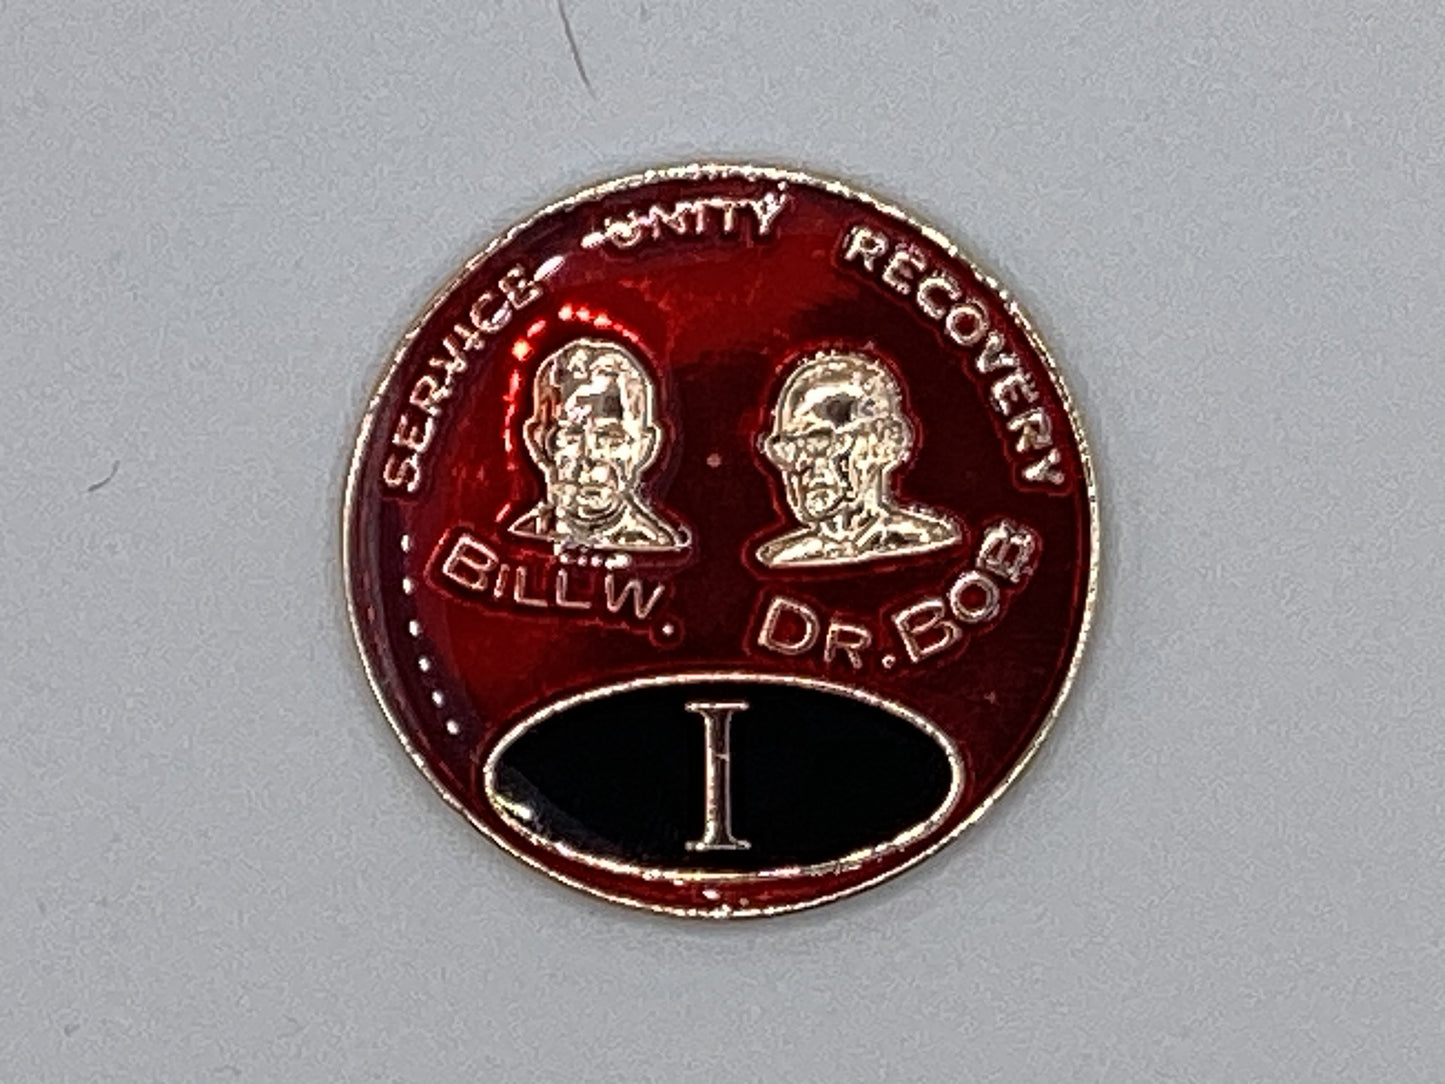 SERVICE UNITY RECOVERY
BILL W. DR. BOB
I